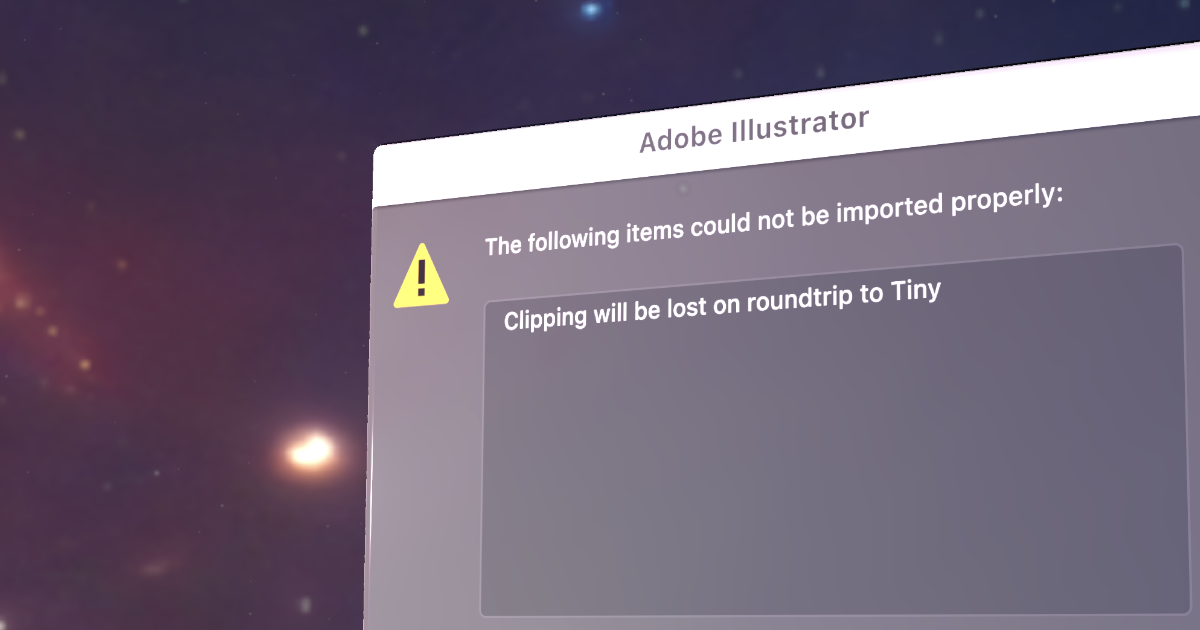 Adobe Illustrator
The following items could not be imported properly:
Clipping will be lost on roundtrip to Tiny